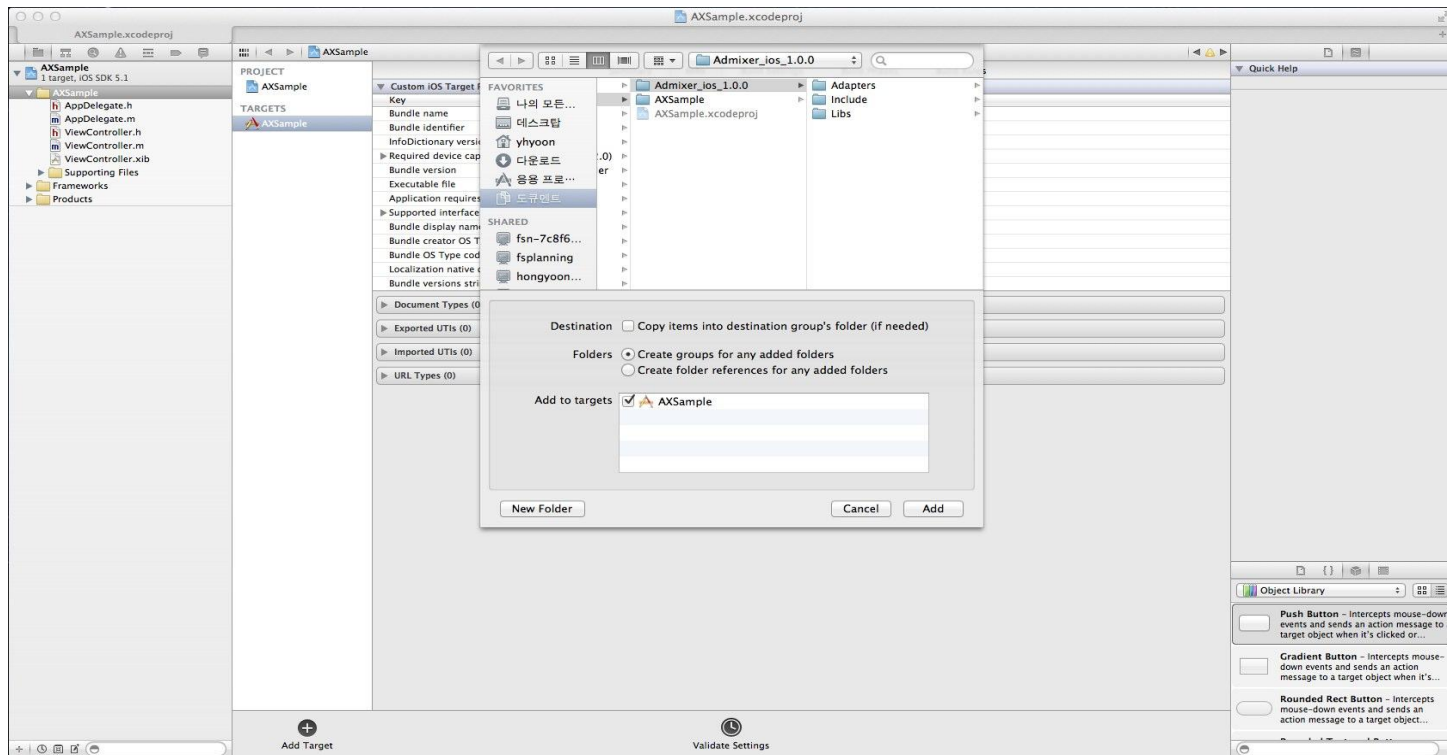 AXSample.xcodeproj
AXSample.xcodeproj
AXSample
1 target, iOS SDK 5.1
AXSample
AppDelegate.h
AppDelegate.m
ViewController.h
ViewController.m
ViewController.xib
Supporting Files
Frameworks
Products
AXSample
PROJECT
AXSample
TARGETS
AXSample
Custom iOS Target
Key
Bundle name
Bundle identifier
InfoDictionary versi
Required device cap
Bundle version
Executable file
Application requires
Supported interface
Bundle display name
Bundle creator OS T
Bundle OS Type cod
Localization native
Bundle versions stri
.0)
er
s
Document Types (0
Exported UTIs (0)
Imported UTIs (0)
URL Types (0)
Admixer_ios_1.0.0
FAVORITES
나의 모든...
데스크탑
yhyoon
다운로드
응용 프로...
도큐멘트
SHARED
fsn-7c8f6...
fsplanning
hongyoon...
Admixer_ios_1.0.0
AXSample
AXSample.xcodeproj
Adapters
Include
Libs
Destination Copy items into destination group's folder (if needed)
Folders Create groups for any added folders
Create folder references for any added folders
Add to targets AXSample
New Folder Cancel Add
Quick Help
Object Library
Push Button - Intercepts mouse-down events and sends an action message to a target object when it's clicked or...
Gradient Button - Intercepts mouse-down events and sends an action message to a target object when it's...
Rounded Rect Button - Intercepts mouse-down events and sends an action message to a target object...
Add Target
Validate Settings